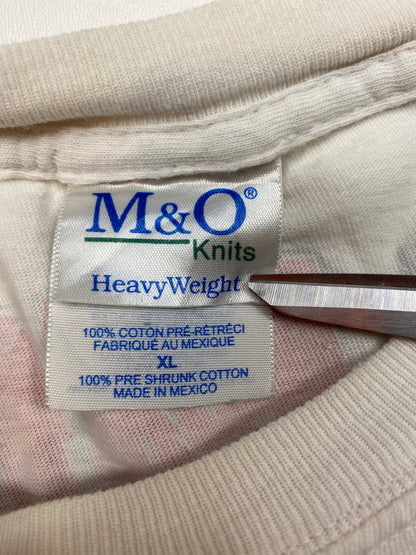 M&O®
Knits
HeavyWeight
100% COTON PRÉ-RÉTRÉCI
FABRIQUÉ AU MEXIQUE
XL
100% PRE SHRUNK COTTON
MADE IN MEXICO